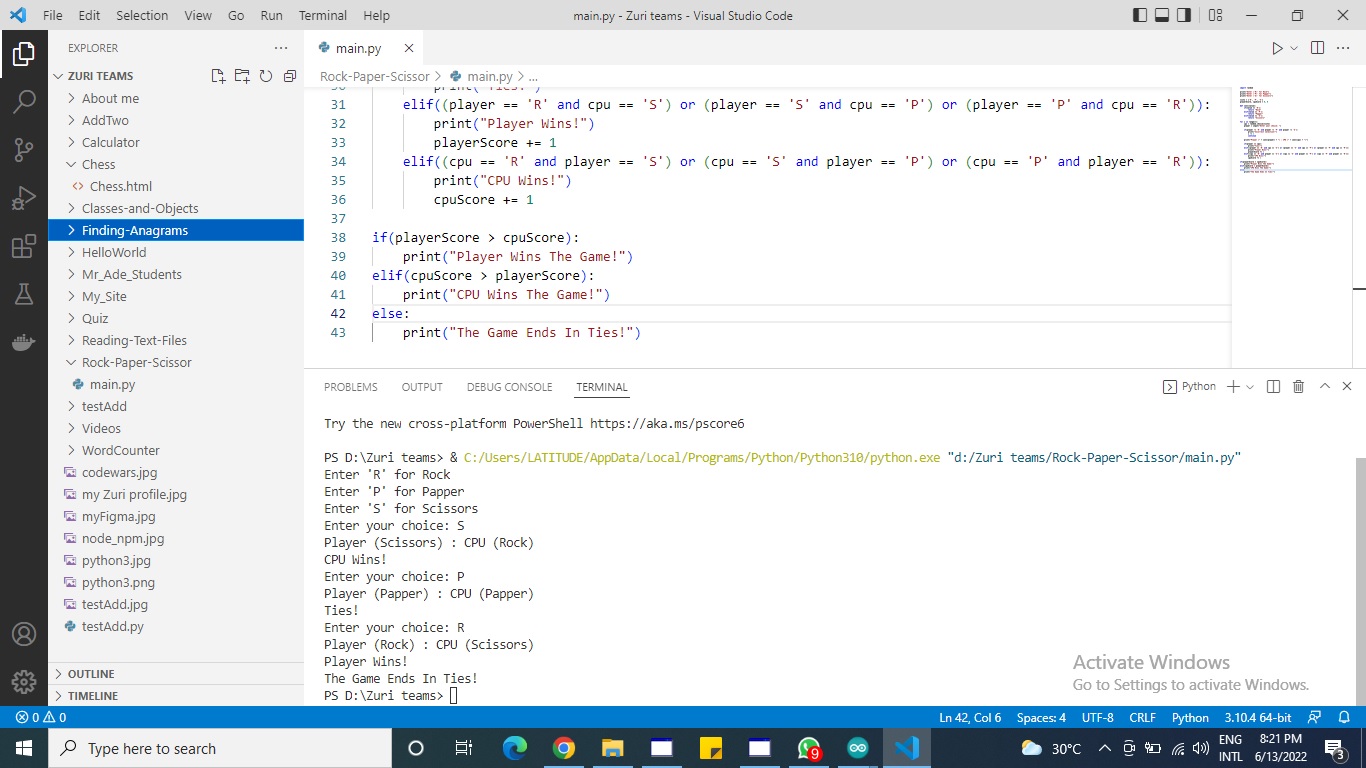 File Edit Selection View Go Run Terminal Help
main.py - Zuri teams - Visual Studio Code
EXPLORER
ZURI TEAMS
About me
AddTwo
Calculator
Chess
<> Chess.html
Classes-and-Objects
Finding-Anagrams
HelloWorld
Mr_Ade_Students
My_Site
Quiz
Reading-Text-Files
Rock-Paper-Scissor
main.py
testAdd
Videos
WordCounter
codewars.jpg
my Zuri profile.jpg
myFigma.jpg
node_npm.jpg
python3.jpg
python3.png
testAdd.jpg
testAdd.py
OUTLINE
TIMELINE
main.py
Rock-Paper-Scissor > main.py > ...
30 print("Ties!")
31 elif((player == 'R' and cpu == 'S') or (player == 'S' and cpu == 'P') or (player == 'P' and cpu == 'R')):
32 print("Player Wins!")
33 playerScore += 1
34 elif((cpu == 'R' and player == 'S') or (cpu == 'S' and player == 'P') or (cpu == 'P' and player == 'R')):
35 print("CPU Wins!")
36 cpuScore += 1
37
38 if(playerScore > cpuScore):
39 print("Player Wins The Game!")
40 elif(cpuScore > playerScore):
41 print("CPU Wins The Game!")
42 else:
43 print("The Game Ends In Ties!")
PROBLEMS OUTPUT DEBUG CONSOLE TERMINAL
Python
Try the new cross-platform PowerShell https://aka.ms/pscore6
PS D:\Zuri teams> & C:/Users/LATITUDE/AppData/Local/Programs/Python/Python310/python.exe "d:/Zuri teams/Rock-Paper-Scissor/main.py"
Enter 'R' for Rock
Enter 'P' for Papper
Enter 'S' for Scissors
Enter your choice: S
Player (Scissors) : CPU (Rock)
CPU Wins!
Enter your choice: P
Player (Papper) : CPU (Papper)
Ties!
Enter your choice: R
Player (Rock) : CPU (Scissors)
Player Wins!
The Game Ends In Ties!
PS D:\Zuri teams>
Activate Windows
Go to Settings to activate Windows.
0 0
Ln 42, Col 6 Spaces: 4 UTF-8 CRLF Python 3.10.4 64-bit
Type here to search
9
30°C
ENG
INTL
8:21 PM
6/13/2022
3